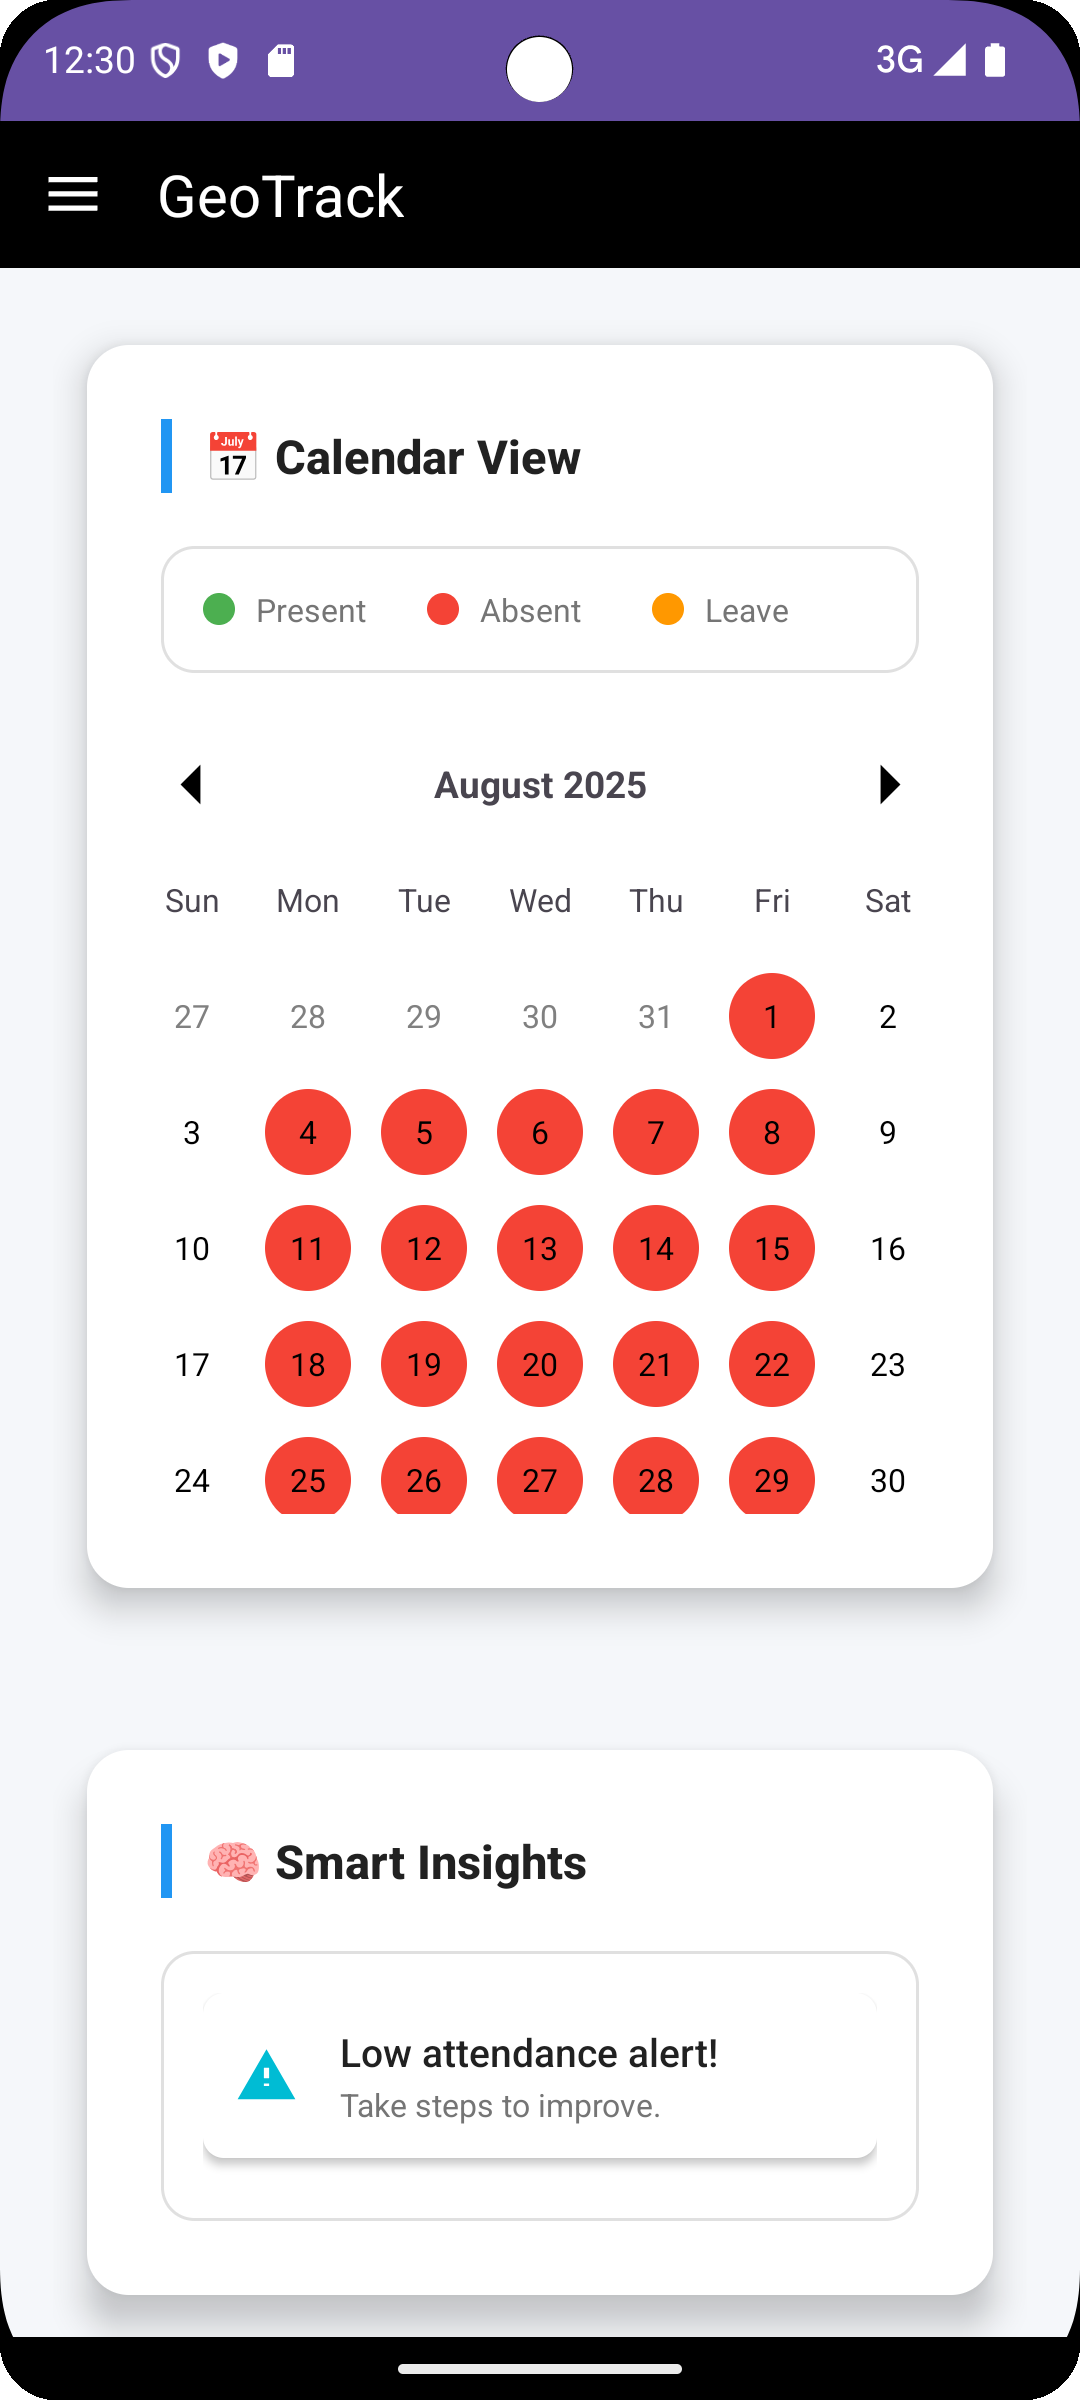 12:30 3G
GeoTrack
July 17 Calendar View
Present Absent Leave
August 2025
Sun Mon Tue Wed Thu Fri Sat
27 28 29 30 31 1 2
3 4 5 6 7 8 9
10 11 12 13 14 15 16
17 18 19 20 21 22 23
24 25 26 27 28 29 30
Smart Insights
Low attendance alert!
Take steps to improve.